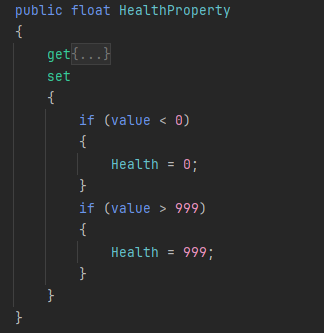 public float HealthProperty
{
get{...}
set
{
if (value < 0)
{
Health = 0;
}
if (value > 999)
{
Health = 999;
}
}
}